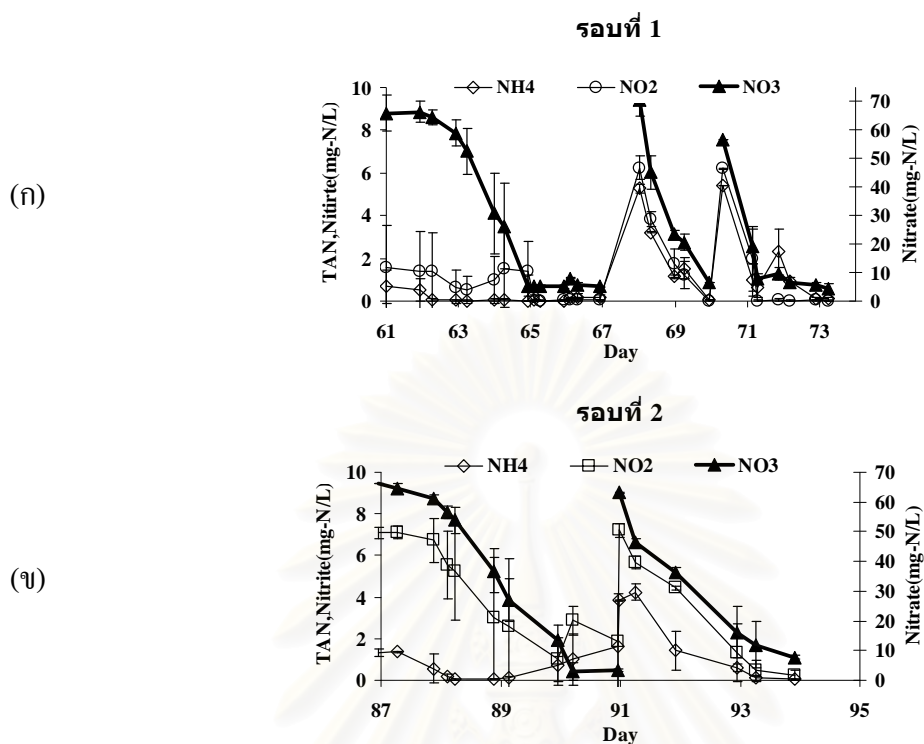 รอบที่ 1
NH4 NO2 NO3
(ก)
TAN,Nitirte(mg-N/L)
10
8
6
4
2
0
70
60
50
40
30
20
10
0
Nitrate(mg-N/L)
61 63 65 67 69 71 73
Day
รอบที่ 2
NH4 NO2 NO3
(ข)
TAN,Nitrite(mg-N/L)
10
8
6
4
2
0
70
60
50
40
30
20
10
0
Nitrate(mg-N/L)
87 89 91 93 95
Day